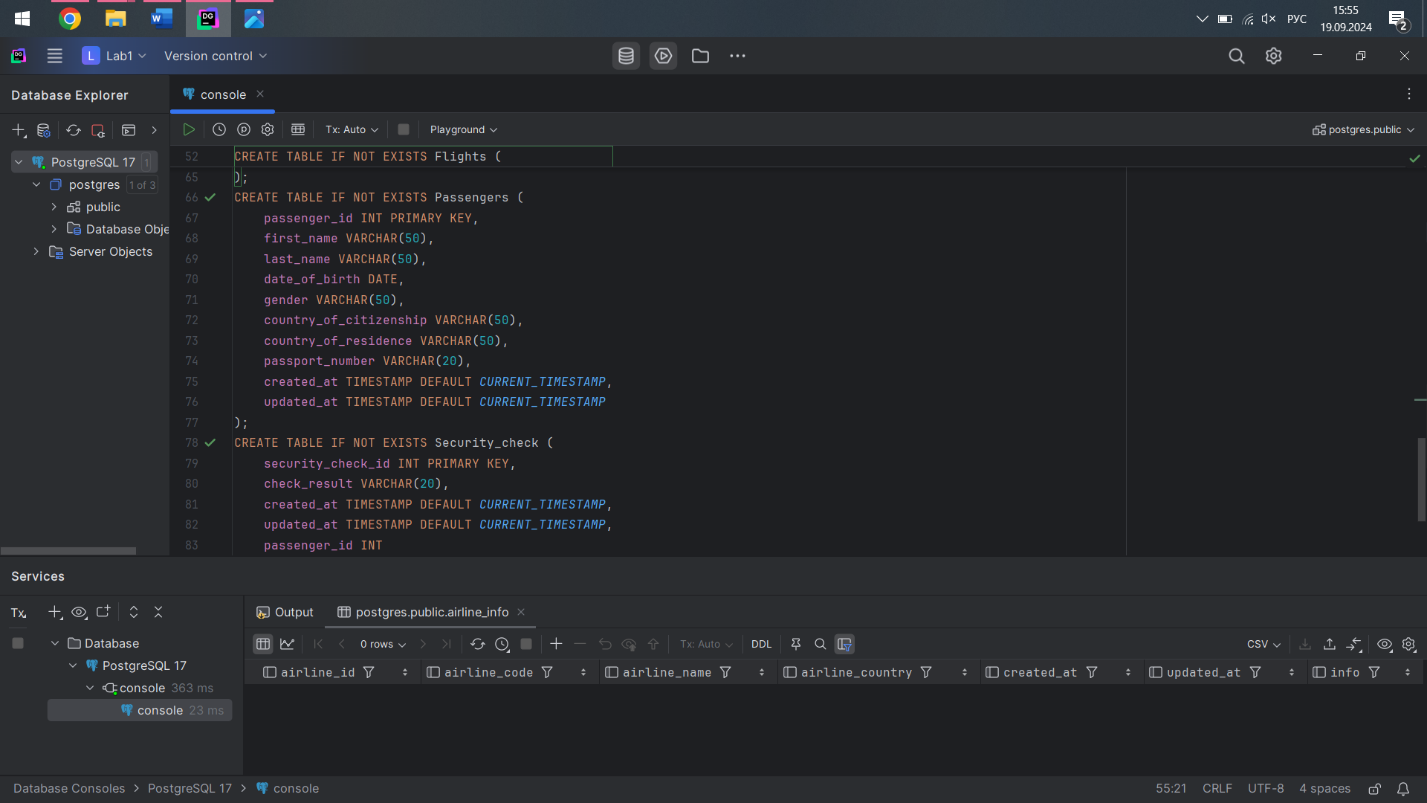 15:55
РУС
19.09.2024
2
L Lab1
Version control
Database Explorer
console
Tx: Auto
Playground
postgres.public
PostgreSQL 17 1
postgres 1 of 3
public
Database Obje
Server Objects
52 CREATE TABLE IF NOT EXISTS Flights (
65 );
66 CREATE TABLE IF NOT EXISTS Passengers (
67 passenger_id INT PRIMARY KEY,
68 first_name VARCHAR(50),
69 last_name VARCHAR(50),
70 date_of_birth DATE,
71 gender VARCHAR(50),
72 country_of_citizenship VARCHAR(50),
73 country_of_residence VARCHAR(50),
74 passport_number VARCHAR(20),
75 created_at TIMESTAMP DEFAULT CURRENT_TIMESTAMP,
76 updated_at TIMESTAMP DEFAULT CURRENT_TIMESTAMP
77 );
78 CREATE TABLE IF NOT EXISTS Security_check (
79 security_check_id INT PRIMARY KEY,
80 check_result VARCHAR(20),
81 created_at TIMESTAMP DEFAULT CURRENT_TIMESTAMP,
82 updated_at TIMESTAMP DEFAULT CURRENT_TIMESTAMP,
83 passenger_id INT
Services
Tx
Database
PostgreSQL 17
console 363 ms
console 23 ms
Output
postgres.public.airline_info
0 rows
Tx: Auto
DDL
CSV
airline_id airline_code airline_name airline_country created_at updated_at info
Database Consoles > PostgreSQL 17 > console
55:21 CRLF UTF-8 4 spaces